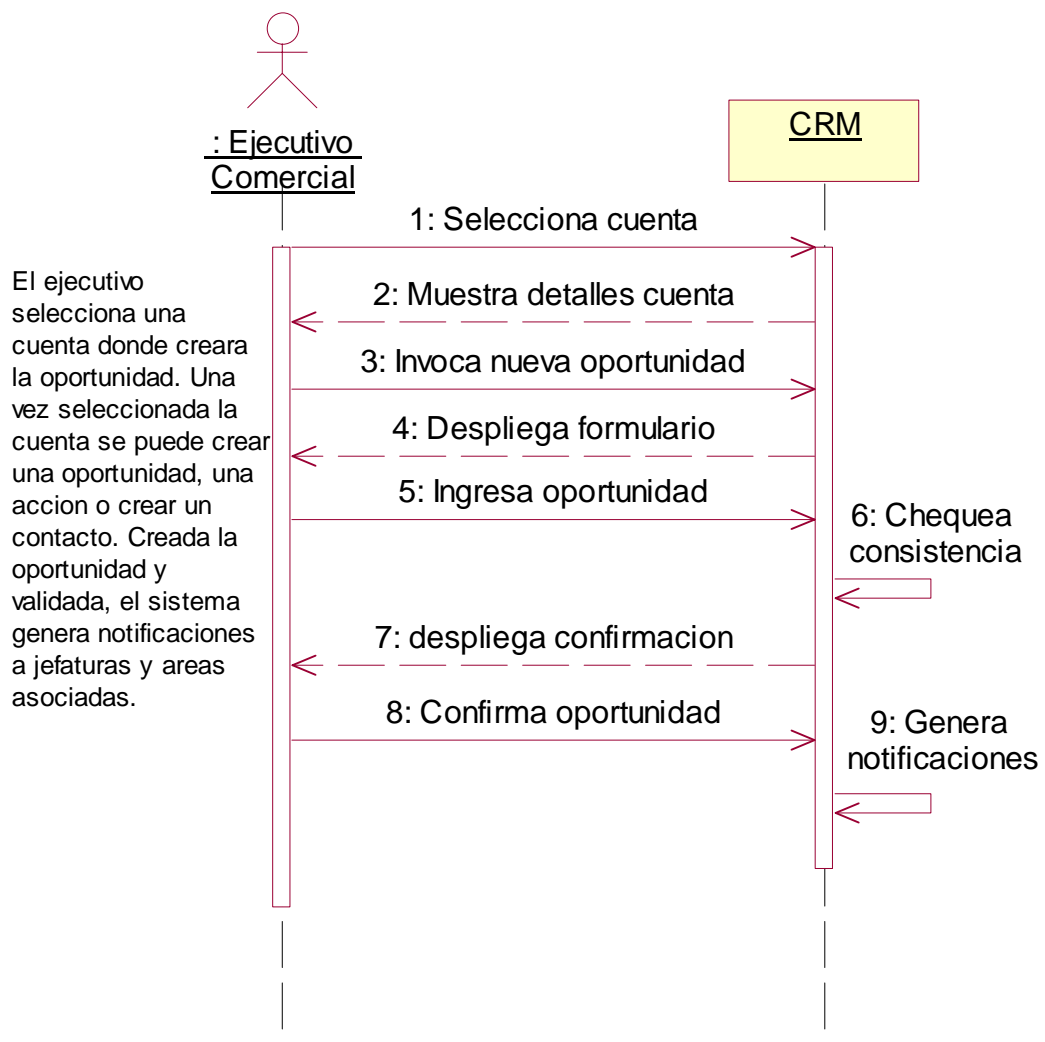 : Ejecutivo
Comercial
CRM
1: Selecciona cuenta
El ejecutivo
selecciona una
cuenta donde creara
la oportunidad. Una
vez seleccionada la
cuenta se puede crear
una oportunidad, una
accion o crear un
contacto. Creada la
oportunidad y
validada, el sistema
genera notificaciones
a jefaturas y areas
asociadas.
2: Muestra detalles cuenta
3: Invoca nueva oportunidad
4: Despliega formulario
5: Ingresa oportunidad
6: Chequea
consistencia
7: despliega confirmacion
8: Confirma oportunidad
9: Genera
notificaciones